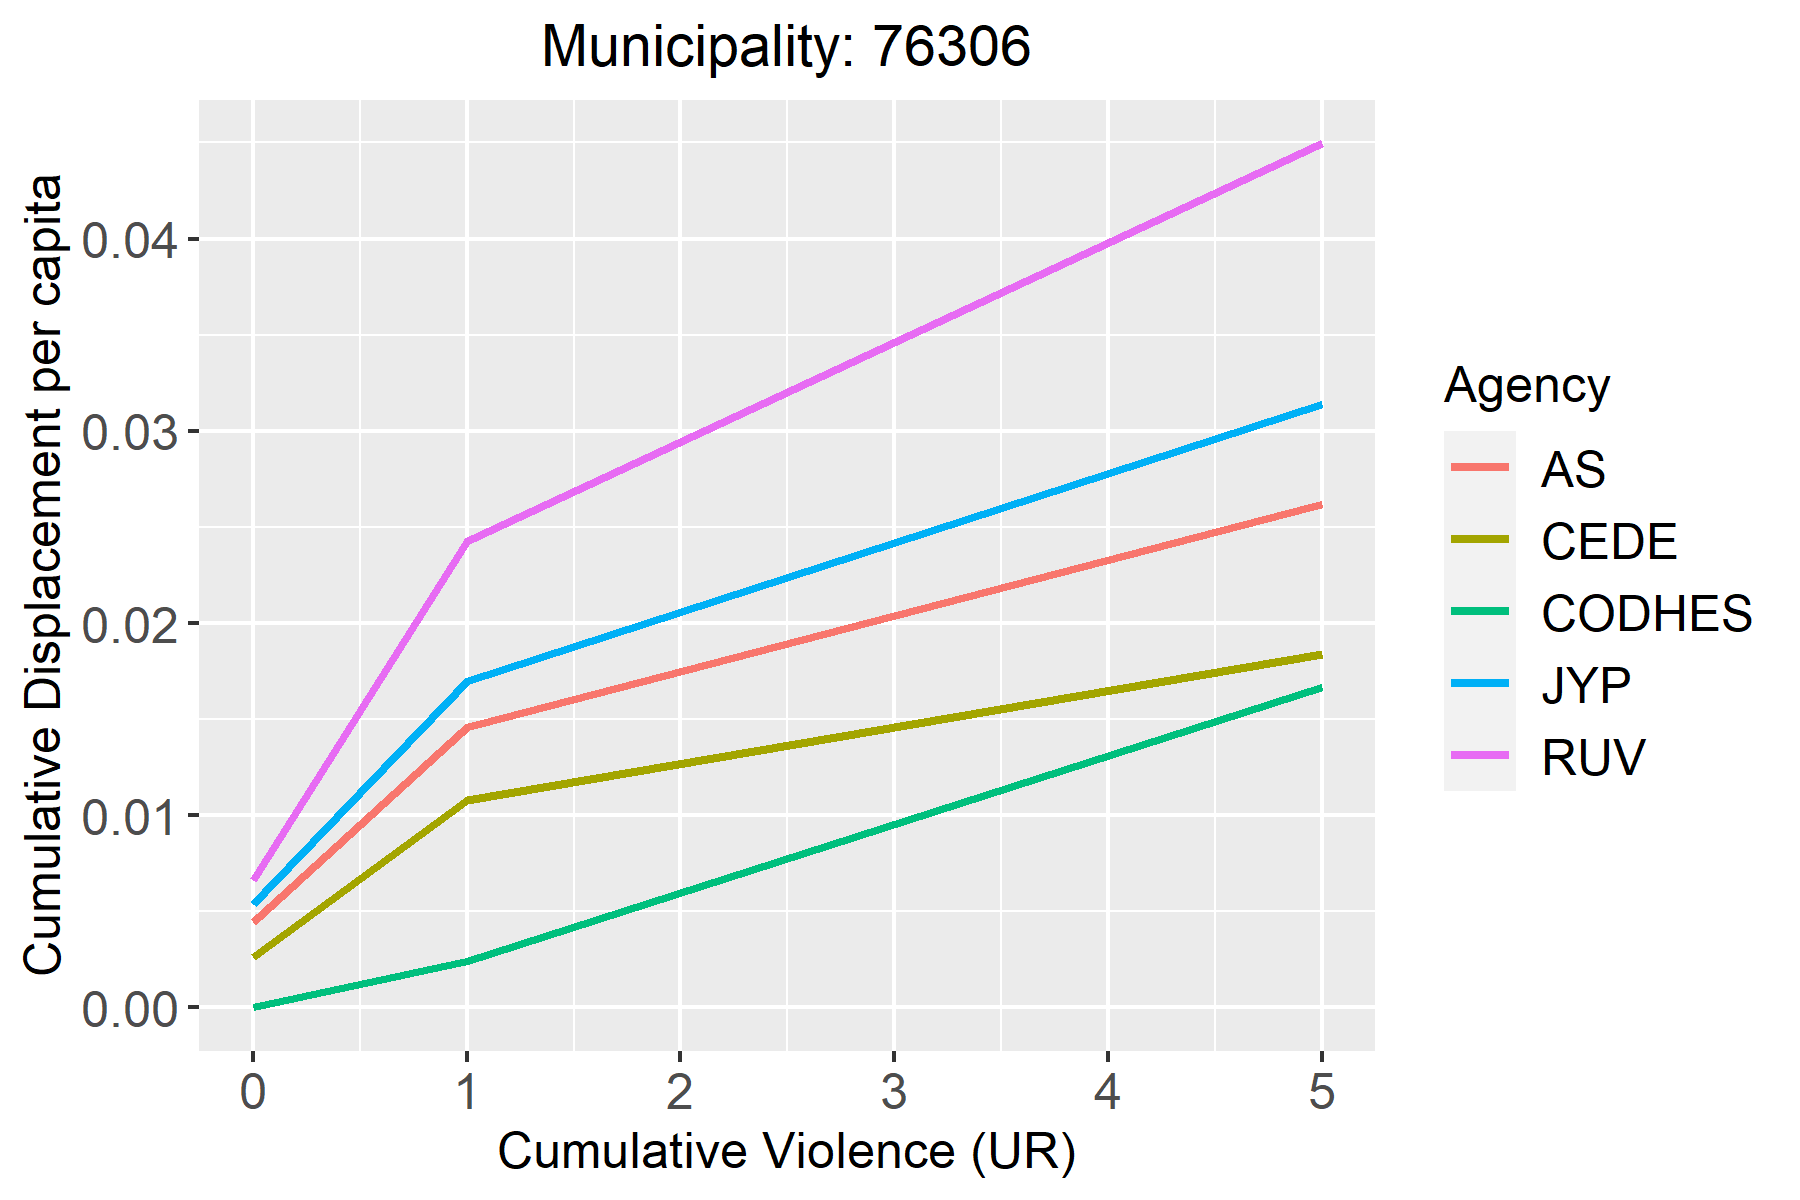 Municipality: 76306
Cumulative Displacement per capita
0.04
0.03
0.02
0.01
0.00
0 1 2 3 4 5
Cumulative Violence (UR)
Agency
AS
CEDE
CODHES
JYP
RUV